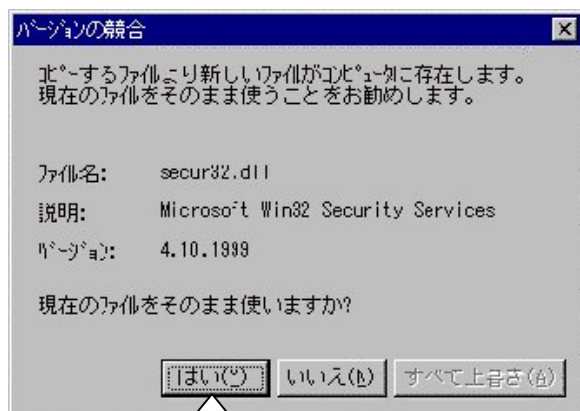 バージョンの競合
コピーするファイルより新しいファイルがコンピュータに存在します。
現在のファイルをそのまま使うことをお勧めします。
ファイル名: secur32.dll
説明: Microsoft Win32 Security Services
バージョン: 4.10.1999
現在のファイルをそのまま使いますか?
はい(Y) いいえ(N) すべて上書き(A)